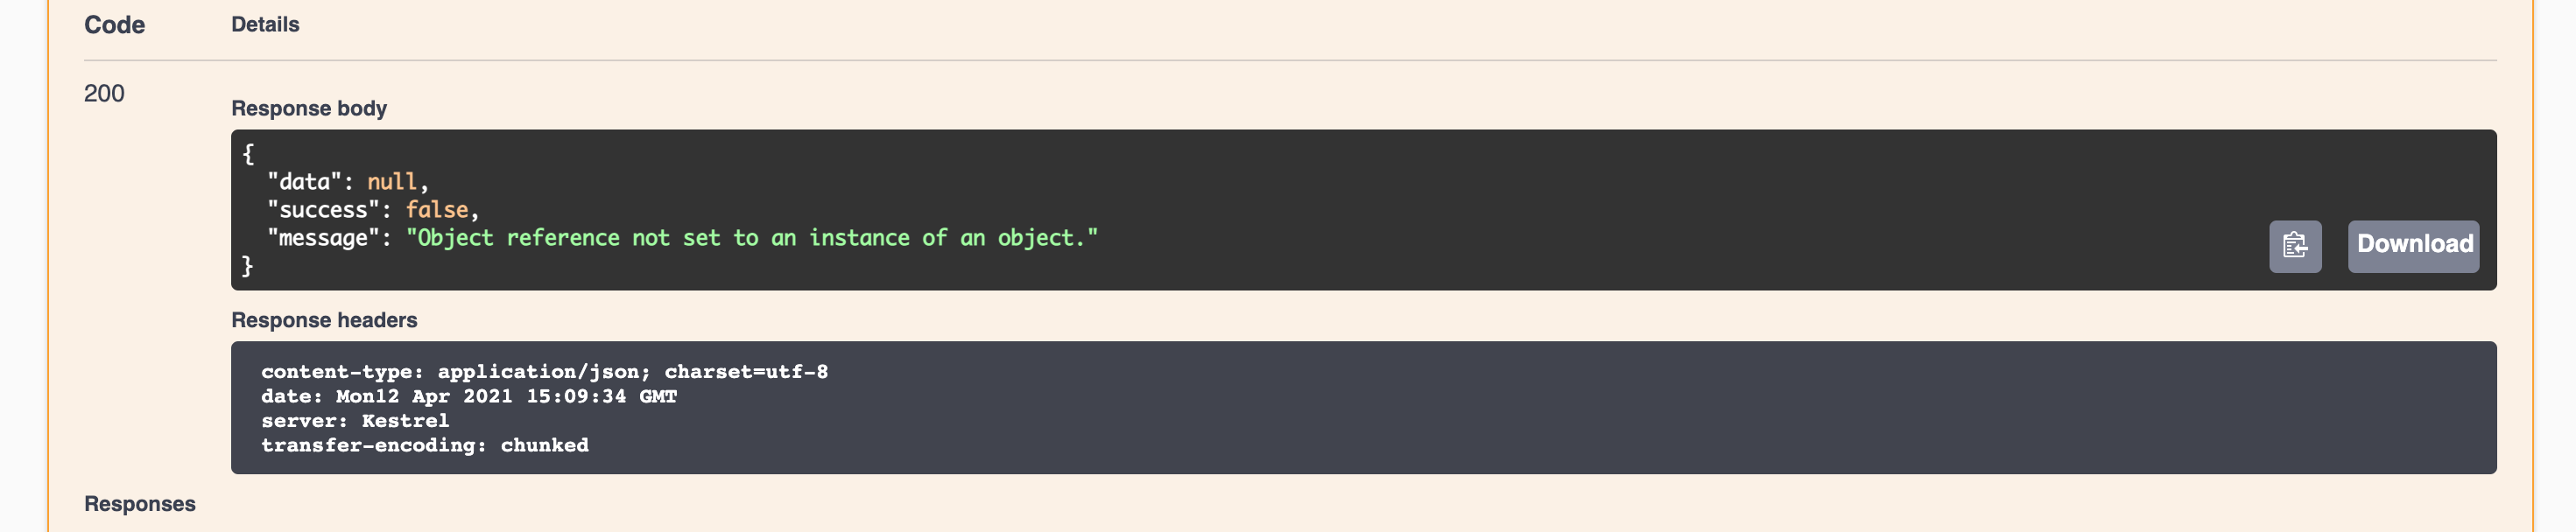 Code Details
200
Response body
{
"data": null,
"success": false,
"message": "Object reference not set to an instance of an object."
}
Download
Response headers
content-type: application/json; charset=utf-8
date: Mon12 Apr 2021 15:09:34 GMT
server: Kestrel
transfer-encoding: chunked
Responses